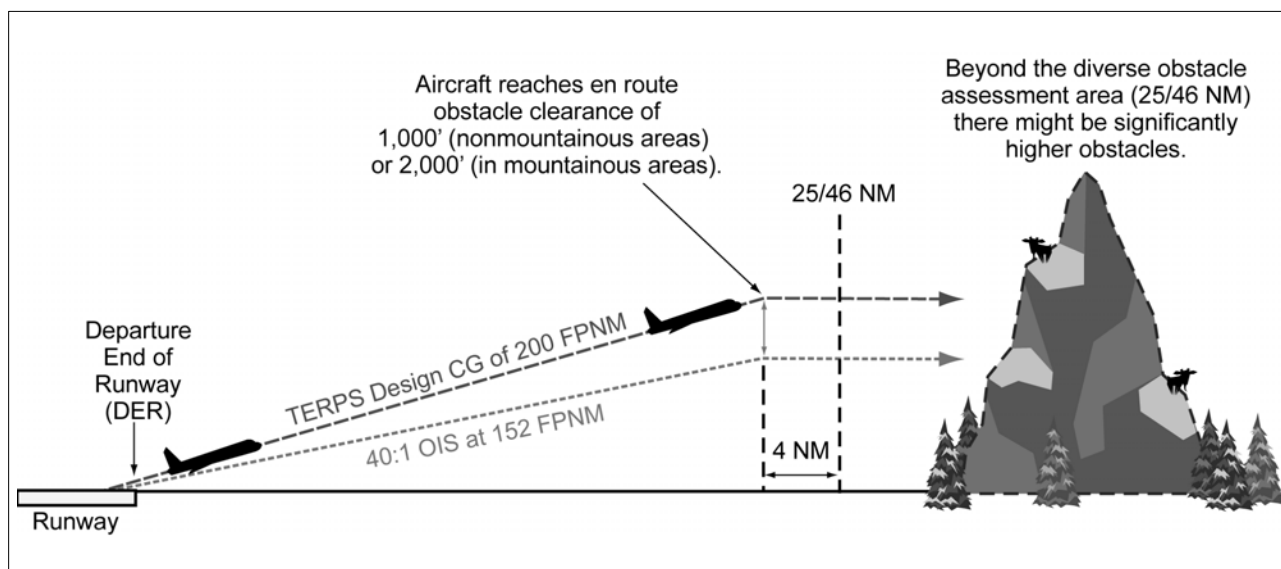 Aircraft reaches en route
obstacle clearance of
1,000’ (nonmountainous areas)
or 2,000’ (in mountainous areas).
Beyond the diverse obstacle
assessment area (25/46 NM)
there might be significantly
higher obstacles.
25/46 NM
Departure
End of
Runway
(DER)
TERPS Design CG of 200 FPNM
40:1 OIS at 152 FPNM
4 NM
Runway